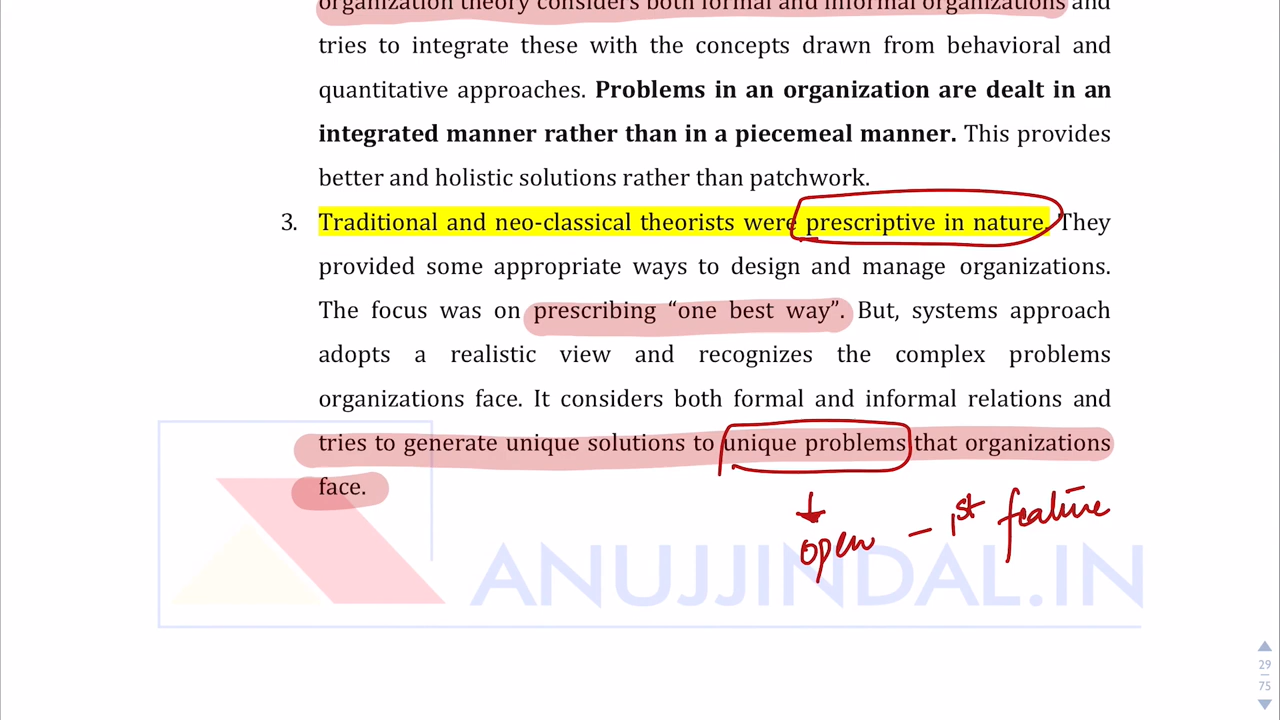 organization theory considers both formal and informal organizations and
tries to integrate these with the concepts drawn from behavioral and
quantitative approaches. Problems in an organization are dealt in an
integrated manner rather than in a piecemeal manner. This provides
better and holistic solutions rather than patchwork.
3. Traditional and neo-classical theorists were prescriptive in nature. They
provided some appropriate ways to design and manage organizations.
The focus was on prescribing “one best way”. But, systems approach
adopts a realistic view and recognizes the complex problems
organizations face. It considers both formal and informal relations and
tries to generate unique solutions to unique problems that organizations
face.
open - 1st feature
ANUJJINDAL.IN
29
75